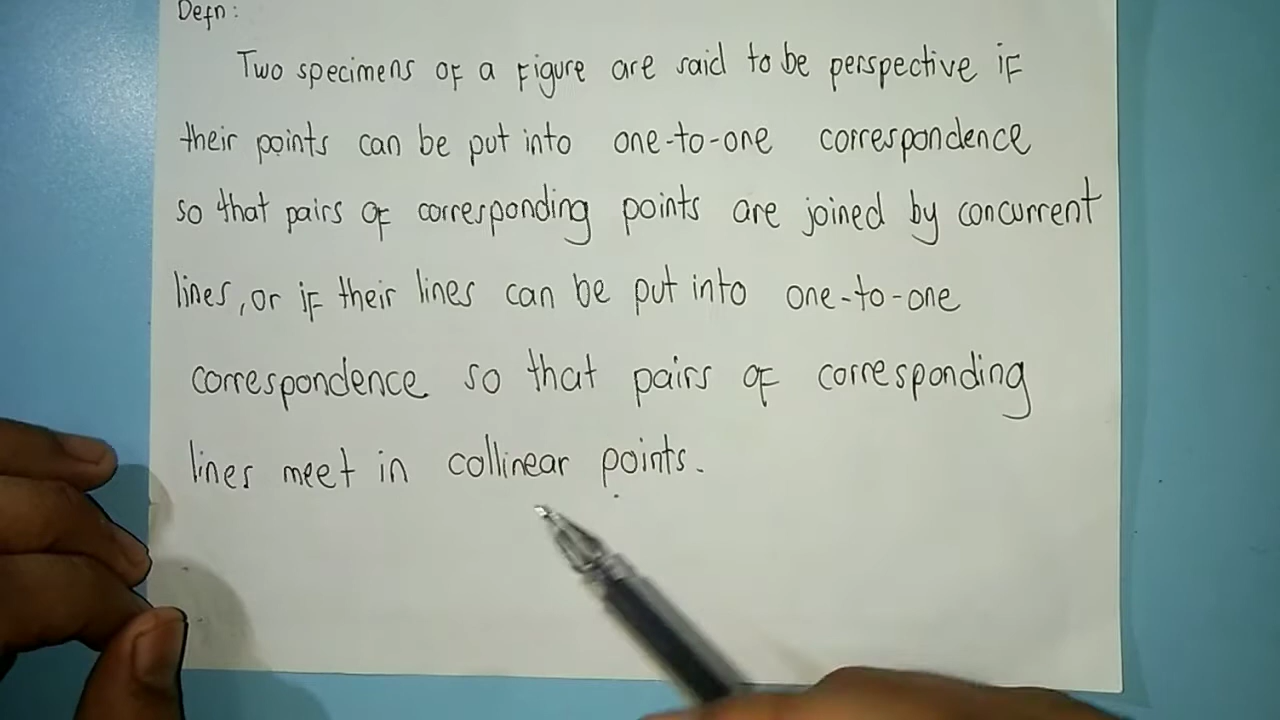 Defn:
Two specimens of a figure are said to be perspective if
their points can be put into one-to-one correspondence
so that pairs of corresponding points are joined by concurrent
lines, or if their lines can be put into one-to-one
correspondence so that pairs of corresponding
lines meet in collinear points.